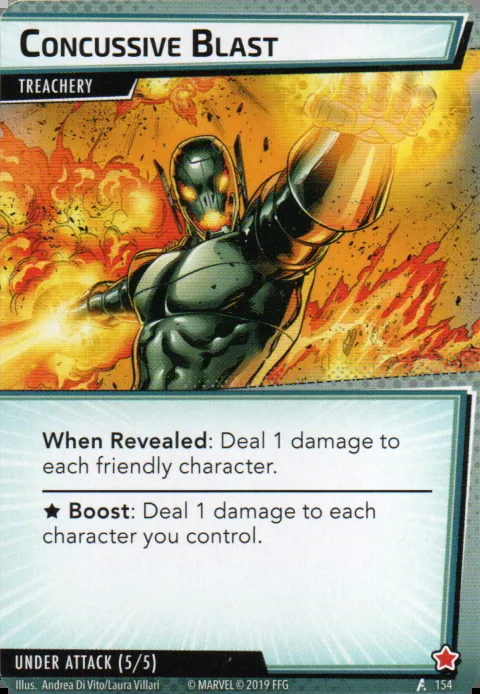 CONCUSSIVE BLAST
TREACHERY
When Revealed: Deal 1 damage to
each friendly character.
★ Boost: Deal 1 damage to each
character you control.
UNDER ATTACK (5/5)
Illus. Andrea Di Vito/Laura Villari © MARVEL © 2019 FFG 154